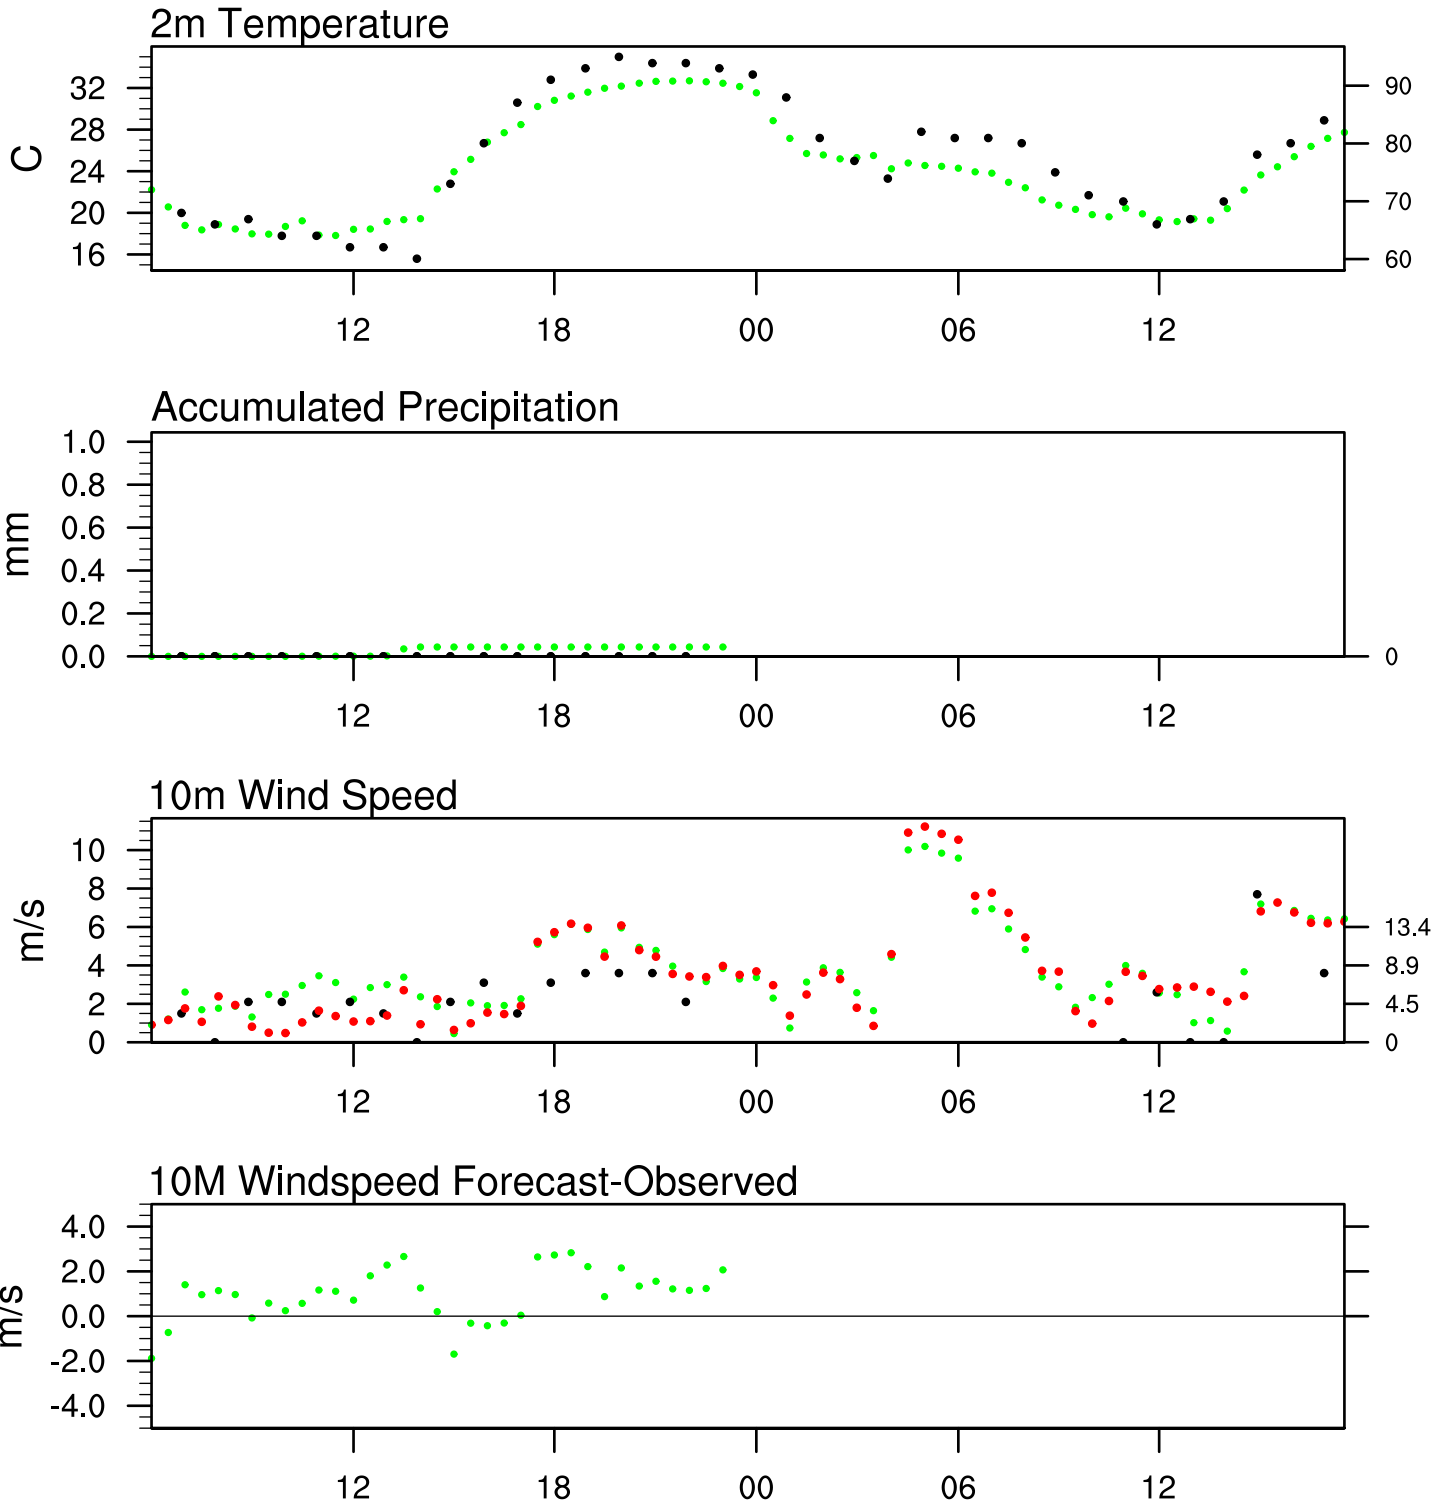 2m Temperature
C
32
28
24
20
16
90
80
70
60
12 18 00 06 12
Accumulated Precipitation
mm
1.0
0.8
0.6
0.4
0.2
0.0
0
12 18 00 06 12
10m Wind Speed
m/s
10
8
6
4
2
0
13.4
8.9
4.5
0
12 18 00 06 12
10M Windspeed Forecast-Observed
m/s
4.0
2.0
0.0
-2.0
-4.0
12 18 00 06 12